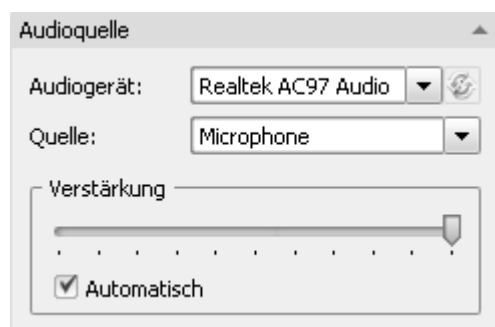 Audioquelle
Audiogerät: Realtek AC97 Audio
Quelle: Microphone
Verstärkung
Automatisch